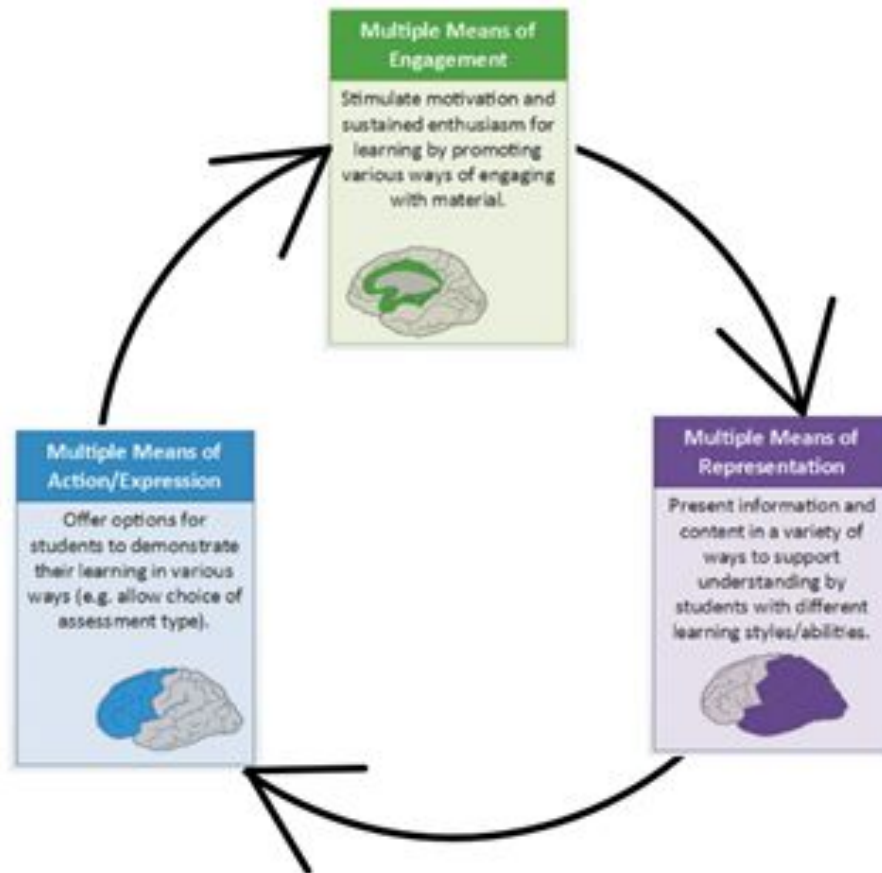 Multiple Means of
Engagement
Stimulate motivation and
sustained enthusiasm for
learning by promoting
various ways of engaging
with material.
Multiple Means of
Representation
Present information and
content in a variety of
ways to support
understanding by
students with different
learning styles/abilities.
Multiple Means of
Action/Expression
Offer options for
students to demonstrate
their learning in various
ways (e.g. allow choice of
assessment type).